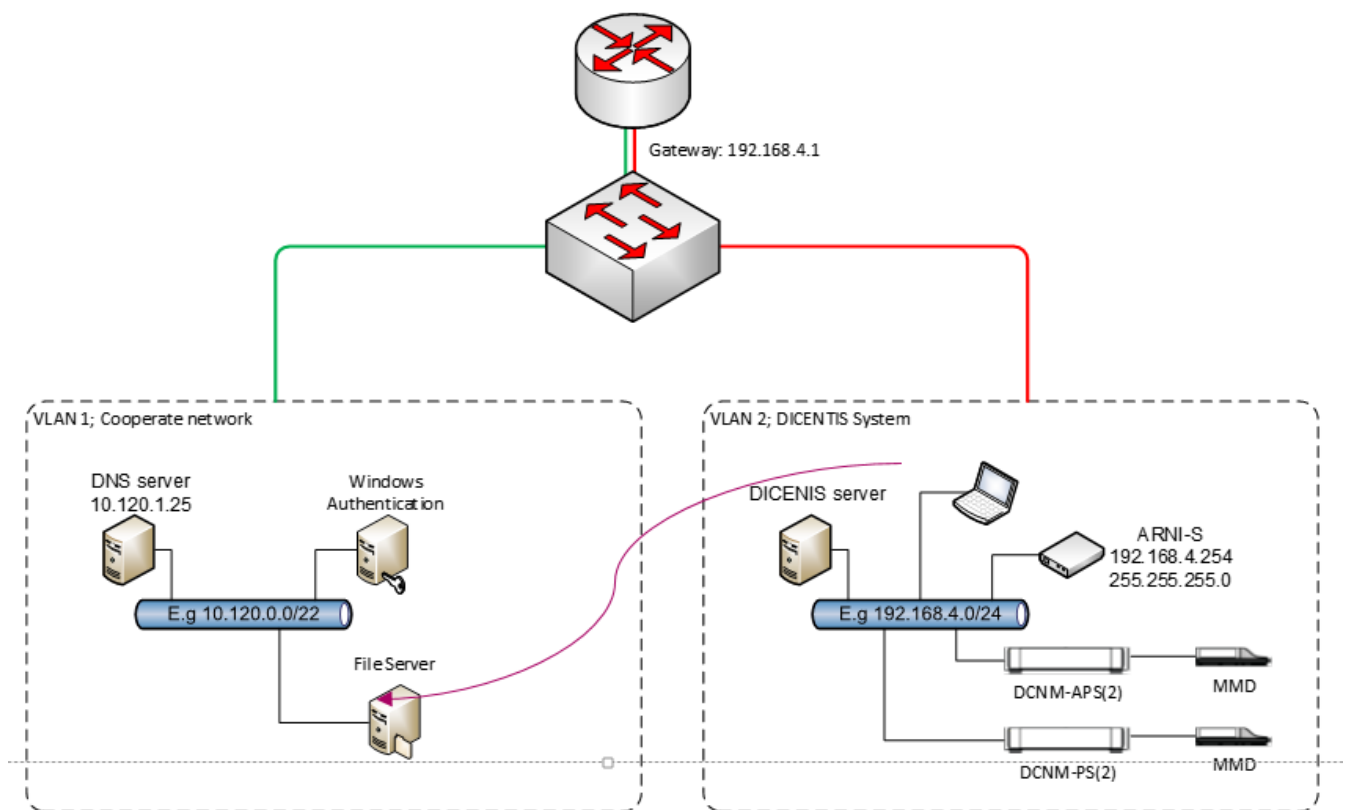 Gateway: 192.168.4.1
VLAN 1; Cooperate network
DNS server
10.120.1.25
Windows
Authentication
E.g 10.120.0.0/22
File Server
VLAN 2; DICENTIS System
DICENIS server
ARNI-S
192.168.4.254
255.255.255.0
E.g 192.168.4.0/24
DCNM-APS(2)
MMD
DCNM-PS(2)
MMD